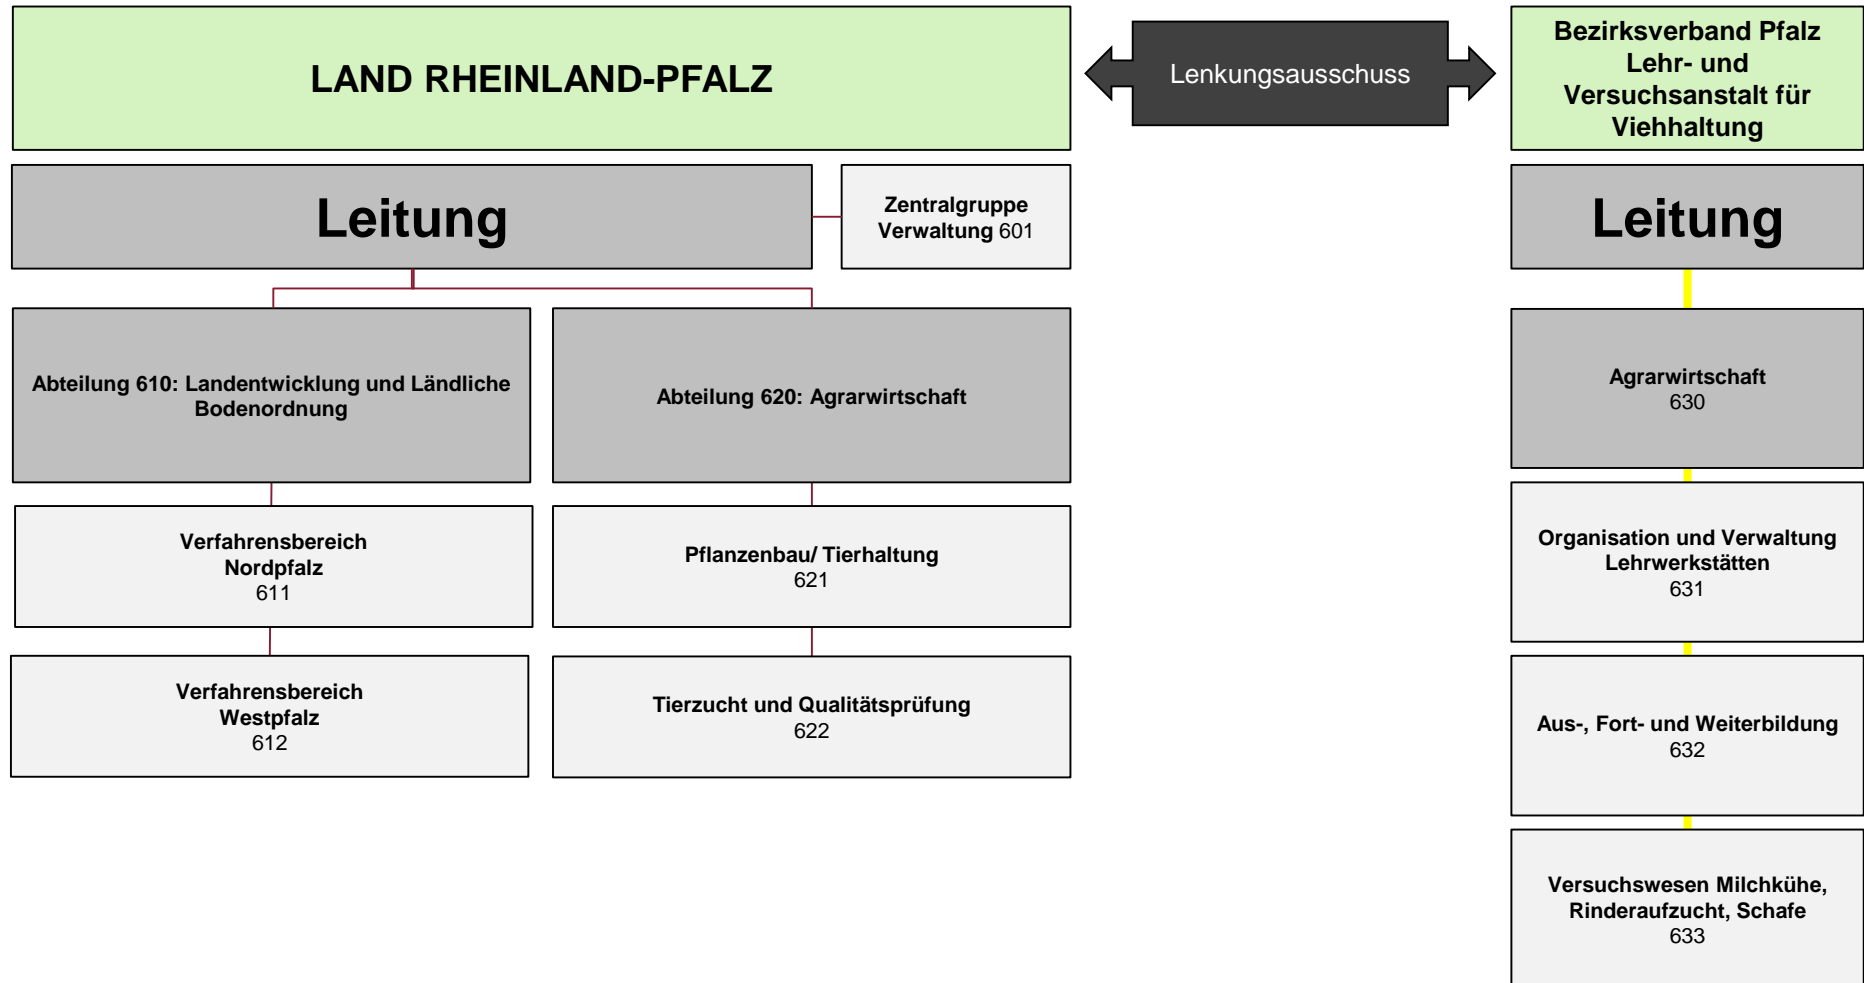 LAND RHEINLAND-PFALZ
Lenkungsausschuss
Bezirksverband Pfalz
Lehr- und
Versuchsanstalt für
Viehhaltung
Leitung
Zentralgruppe
Verwaltung 601
Leitung
Abteilung 610: Landentwicklung und Ländliche
Bodenordnung
Abteilung 620: Agrarwirtschaft
Agrarwirtschaft
630
Verfahrensbereich
Nordpfalz
611
Pflanzenbau/ Tierhaltung
621
Organisation und Verwaltung
Lehrwerkstätten
631
Verfahrensbereich
Westpfalz
612
Tierzucht und Qualitätsprüfung
622
Aus-, Fort- und Weiterbildung
632
Versuchswesen Milchkühe,
Rinderaufzucht, Schafe
633